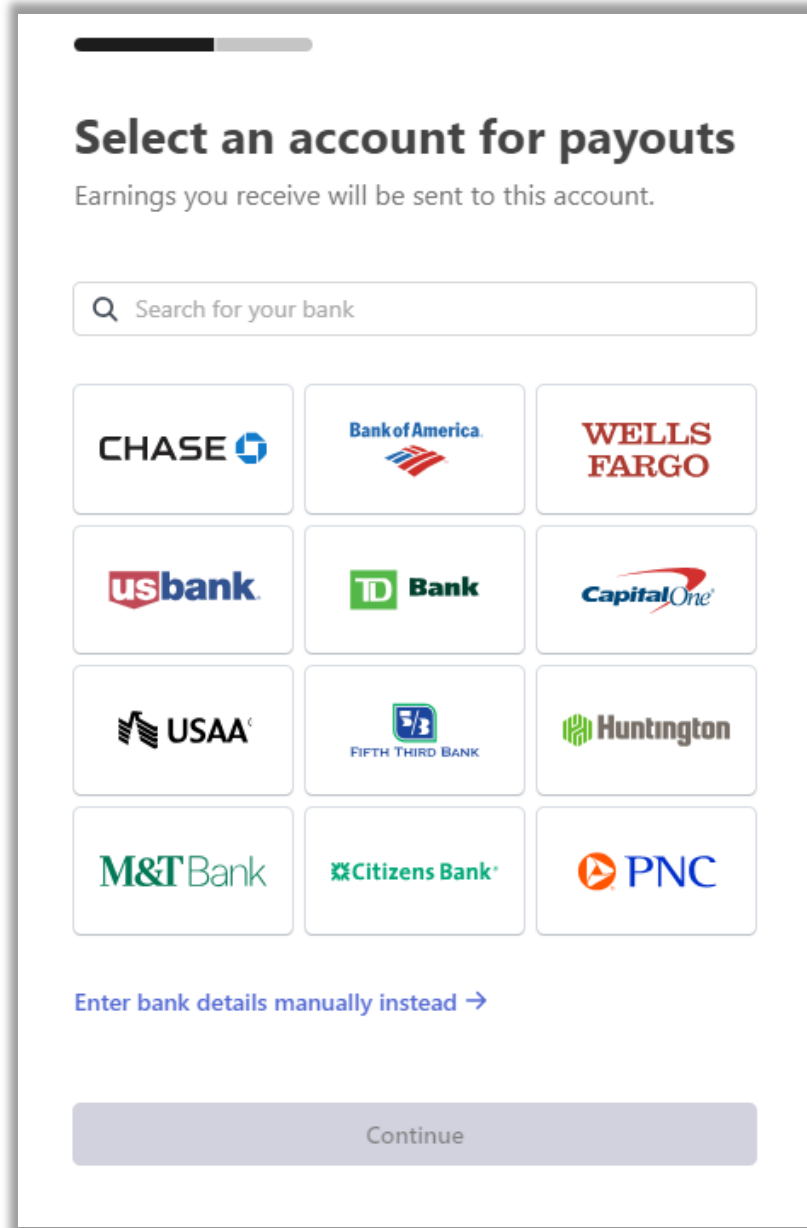 Select an account for payouts
Earnings you receive will be sent to this account.
Search for your bank
CHASE
Bank of America
WELLS
FARGO
usbank
TD Bank
Capital One
USAA
5/3
FIFTH THIRD BANK
Huntington
M&T Bank
Citizens Bank
PNC
Enter bank details manually instead →
Continue